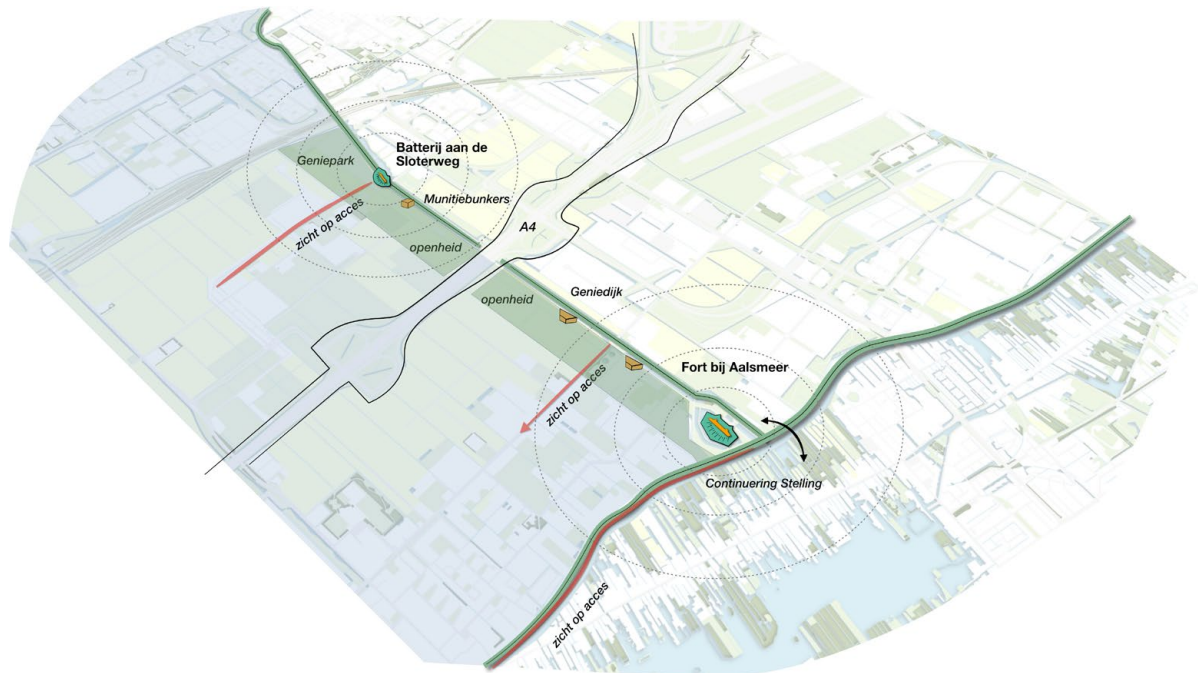 Batterij aan de
Sloterweg
Geniepark
Munitiebunkers
zicht op acces
A4
openheid
Geniedijk
openheid
Fort bij Aalsmeer
zicht op acces
Continuering Stelling
zicht op acces